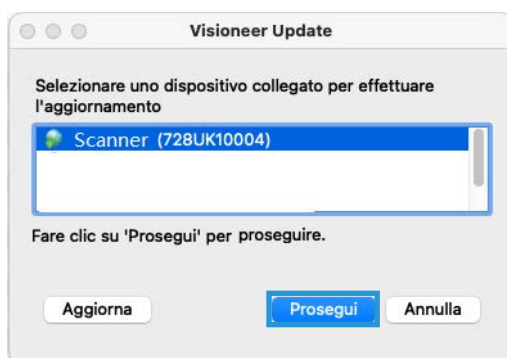 Visioneer Update
Selezionare uno dispositivo collegato per effettuare
l'aggiornamento
Scanner (728UK10004)
Fare clic su 'Prosegui' per proseguire.
Aggiorna Prosegui Annulla